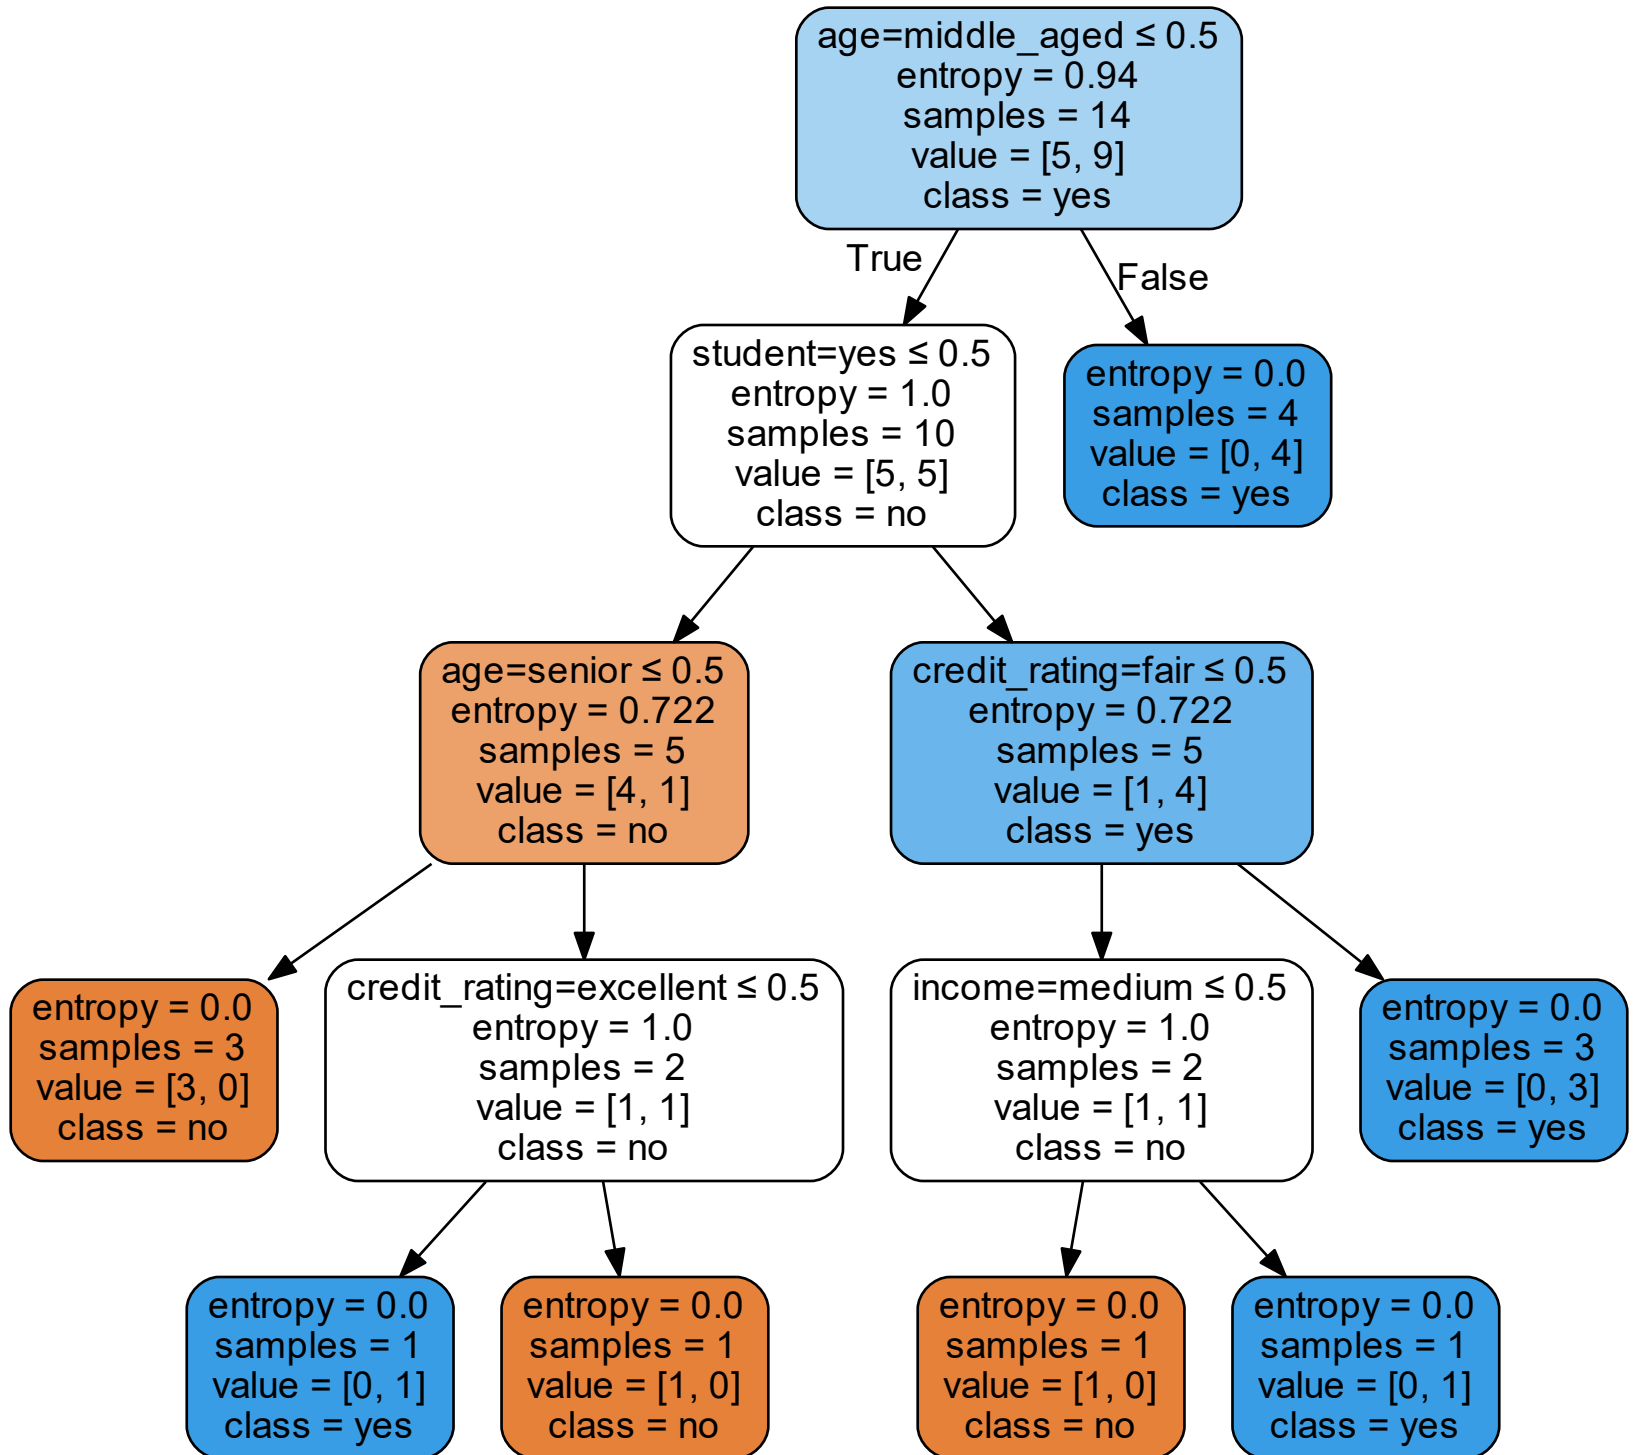 age=middle_aged ≤ 0.5
entropy = 0.94
samples = 14
value = [5, 9]
class = yes
True
False
student=yes ≤ 0.5
entropy = 1.0
samples = 10
value = [5, 5]
class = no
entropy = 0.0
samples = 4
value = [0, 4]
class = yes
age=senior ≤ 0.5
entropy = 0.722
samples = 5
value = [4, 1]
class = no
credit_rating=fair ≤ 0.5
entropy = 0.722
samples = 5
value = [1, 4]
class = yes
entropy = 0.0
samples = 3
value = [3, 0]
class = no
credit_rating=excellent ≤ 0.5
entropy = 1.0
samples = 2
value = [1, 1]
class = no
income=medium ≤ 0.5
entropy = 1.0
samples = 2
value = [1, 1]
class = no
entropy = 0.0
samples = 3
value = [0, 3]
class = yes
entropy = 0.0
samples = 1
value = [0, 1]
class = yes
entropy = 0.0
samples = 1
value = [1, 0]
class = no
entropy = 0.0
samples = 1
value = [1, 0]
class = no
entropy = 0.0
samples = 1
value = [0, 1]
class = yes